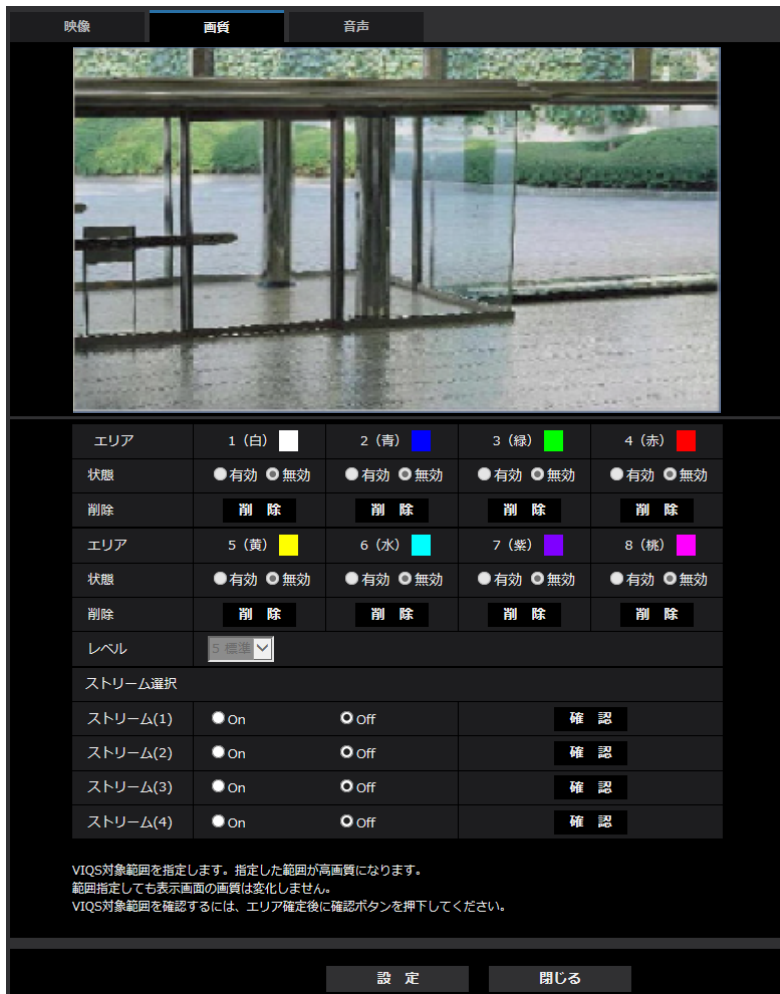 映像 画質 音声
エリア 1（白） 2（青） 3（緑） 4（赤）
状態 有効 無効 有効 無効 有効 無効 有効 無効
削除 削 除 削 除 削 除 削 除
エリア 5（黄） 6（水） 7（紫） 8（桃）
状態 有効 無効 有効 無効 有効 無効 有効 無効
削除 削 除 削 除 削 除 削 除
レベル 5 標準
ストリーム選択
ストリーム(1) On Off 確 認
ストリーム(2) On Off 確 認
ストリーム(3) On Off 確 認
ストリーム(4) On Off 確 認
VIQS対象範囲を指定します。指定した範囲が高画質になります。
範囲指定しても表示画面の画質は変化しません。
VIQS対象範囲を確認するには、エリア確定後に確認ボタンを押下してください。
設 定 閉じる